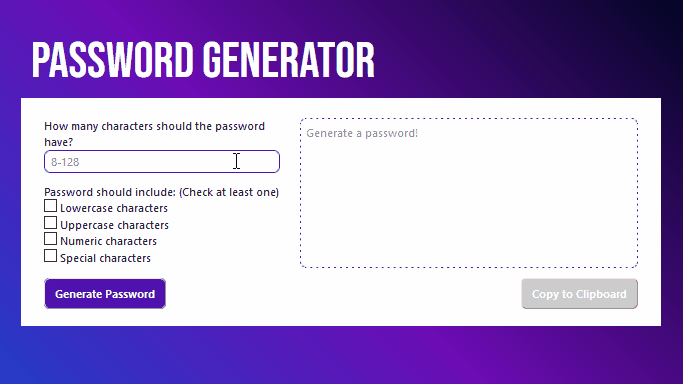 PASSWORD GENERATOR
How many characters should the password
have?
8-128
Password should include: (Check at least one)
Lowercase characters
Uppercase characters
Numeric characters
Special characters
Generate Password
Generate a password!
Copy to Clipboard